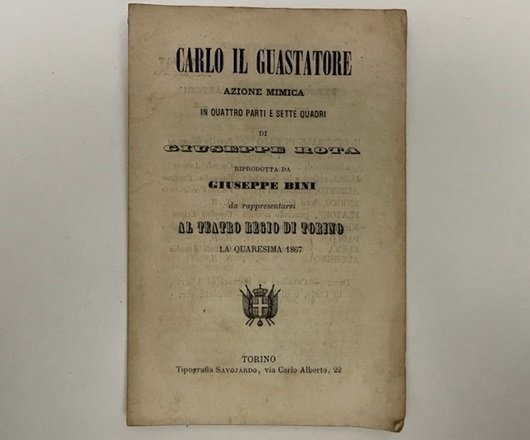 CARLO IL GUASTATORE
AZIONE MIMICA
IN QUATTRO PARTI E SETTE QUADRI
DI
GIUSEPPE ROTA
RIPRODOTTA DA
GIUSEPPE BINI
da rappresentarsi
AL TEATRO REGIO DI TORINO
LA QUARESIMA 1867
TORINO
Tipografia SAVOJARDO, via Carlo Alberto, 22